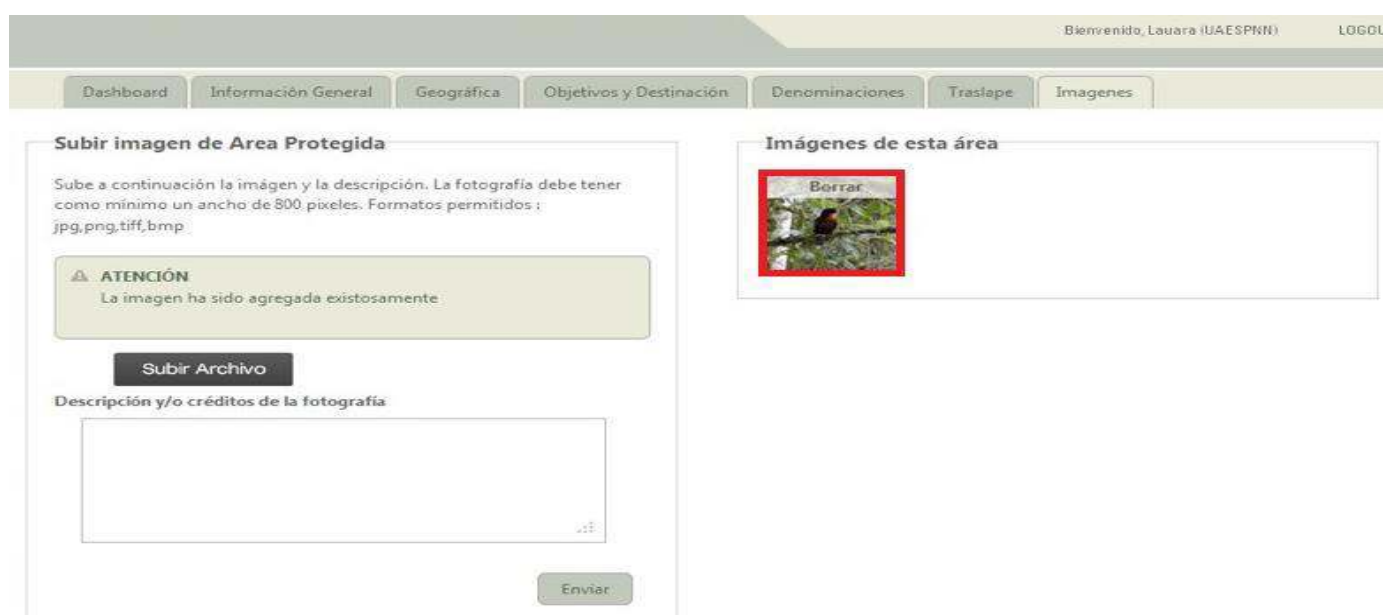 Bienvenido, Lauara (UAESPNN) LOGOU
Dashboard Información General Geográfica Objetivos y Destinación Denominaciones Traslape Imagenes
Subir imagen de Area Protegida
Sube a continuación la imágen y la descripción. La fotografía debe tener
como mínimo un ancho de 800 pixeles. Formatos permitidos :
jpg,png,tiff,bmp
ATENCIÓN
La imagen ha sido agregada existosamente
Subir Archivo
Descripción y/o créditos de la fotografía
Enviar
Imágenes de esta área
Borrar